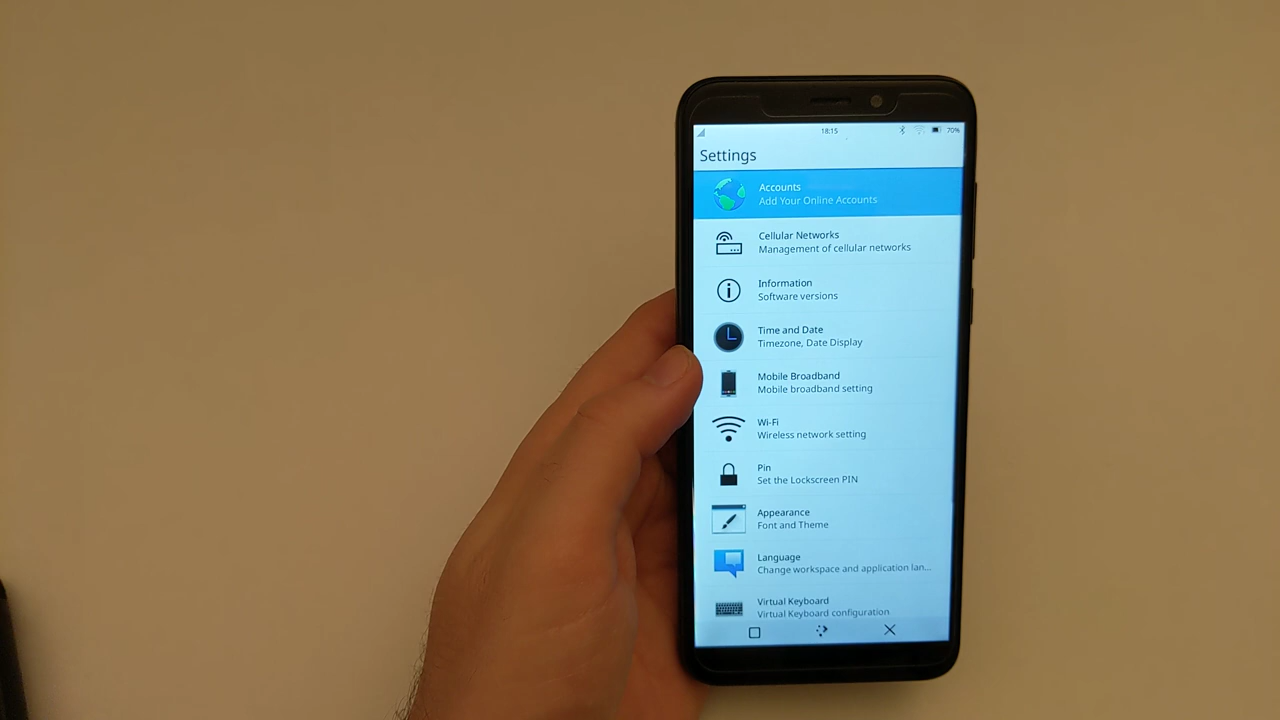 18:15
70%
Settings
Accounts
Add Your Online Accounts
Cellular Networks
Management of cellular networks
Information
Software versions
Time and Date
Timezone, Date Display
Mobile Broadband
Mobile broadband setting
Wi-Fi
Wireless network setting
Pin
Set the Lockscreen PIN
Appearance
Font and Theme
Language
Change workspace and application lan...
Virtual Keyboard
Virtual Keyboard configuration